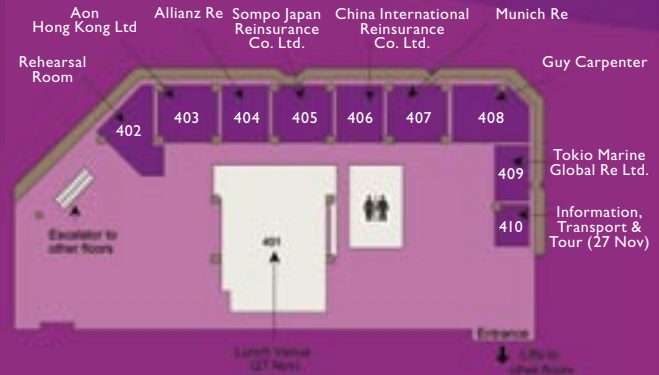 Aon
Hong Kong Ltd
Allianz Re
Sompo Japan
Reinsurance
Co. Ltd.
China International
Reinsurance
Co. Ltd.
Munich Re
Rehearsal
Room
Guy Carpenter
402
403
404
405
406
407
408
Tokio Marine
Global Re Ltd.
409
Information,
Transport &
Tour (27 Nov)
410
Escalator to
other floors
401
Lunch Venue
(27 Nov)
Entrance
Lifts to
other floors